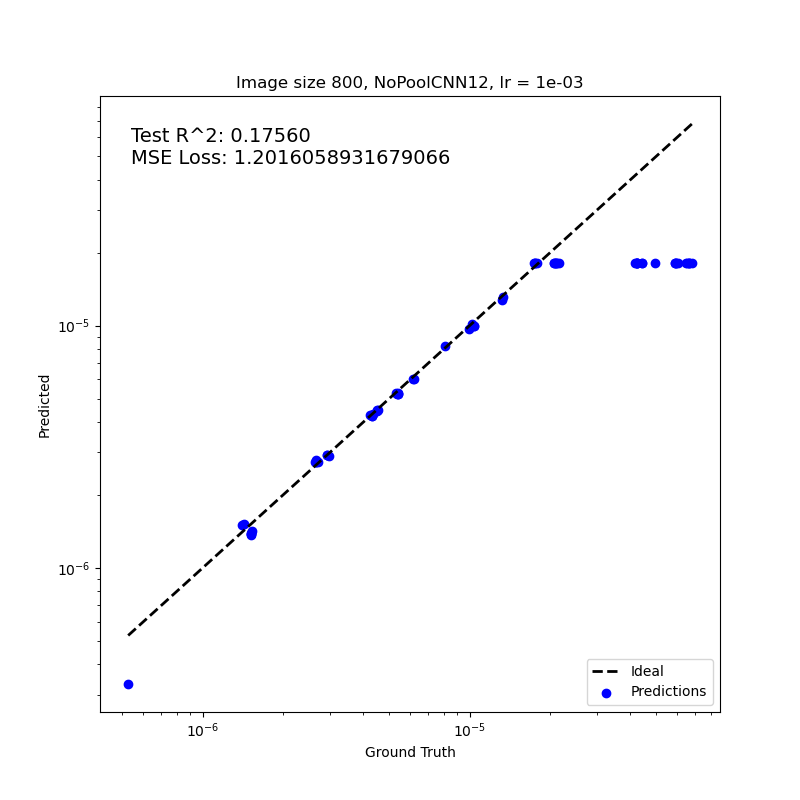 Image size 800, NoPoolCNN12, lr = 1e-03
Test R^2: 0.17560
MSE Loss: 1.2016058931679066
10⁻⁵
10⁻⁶
Predicted
Ideal
Predictions
10⁻⁶ 10⁻⁵
Ground Truth